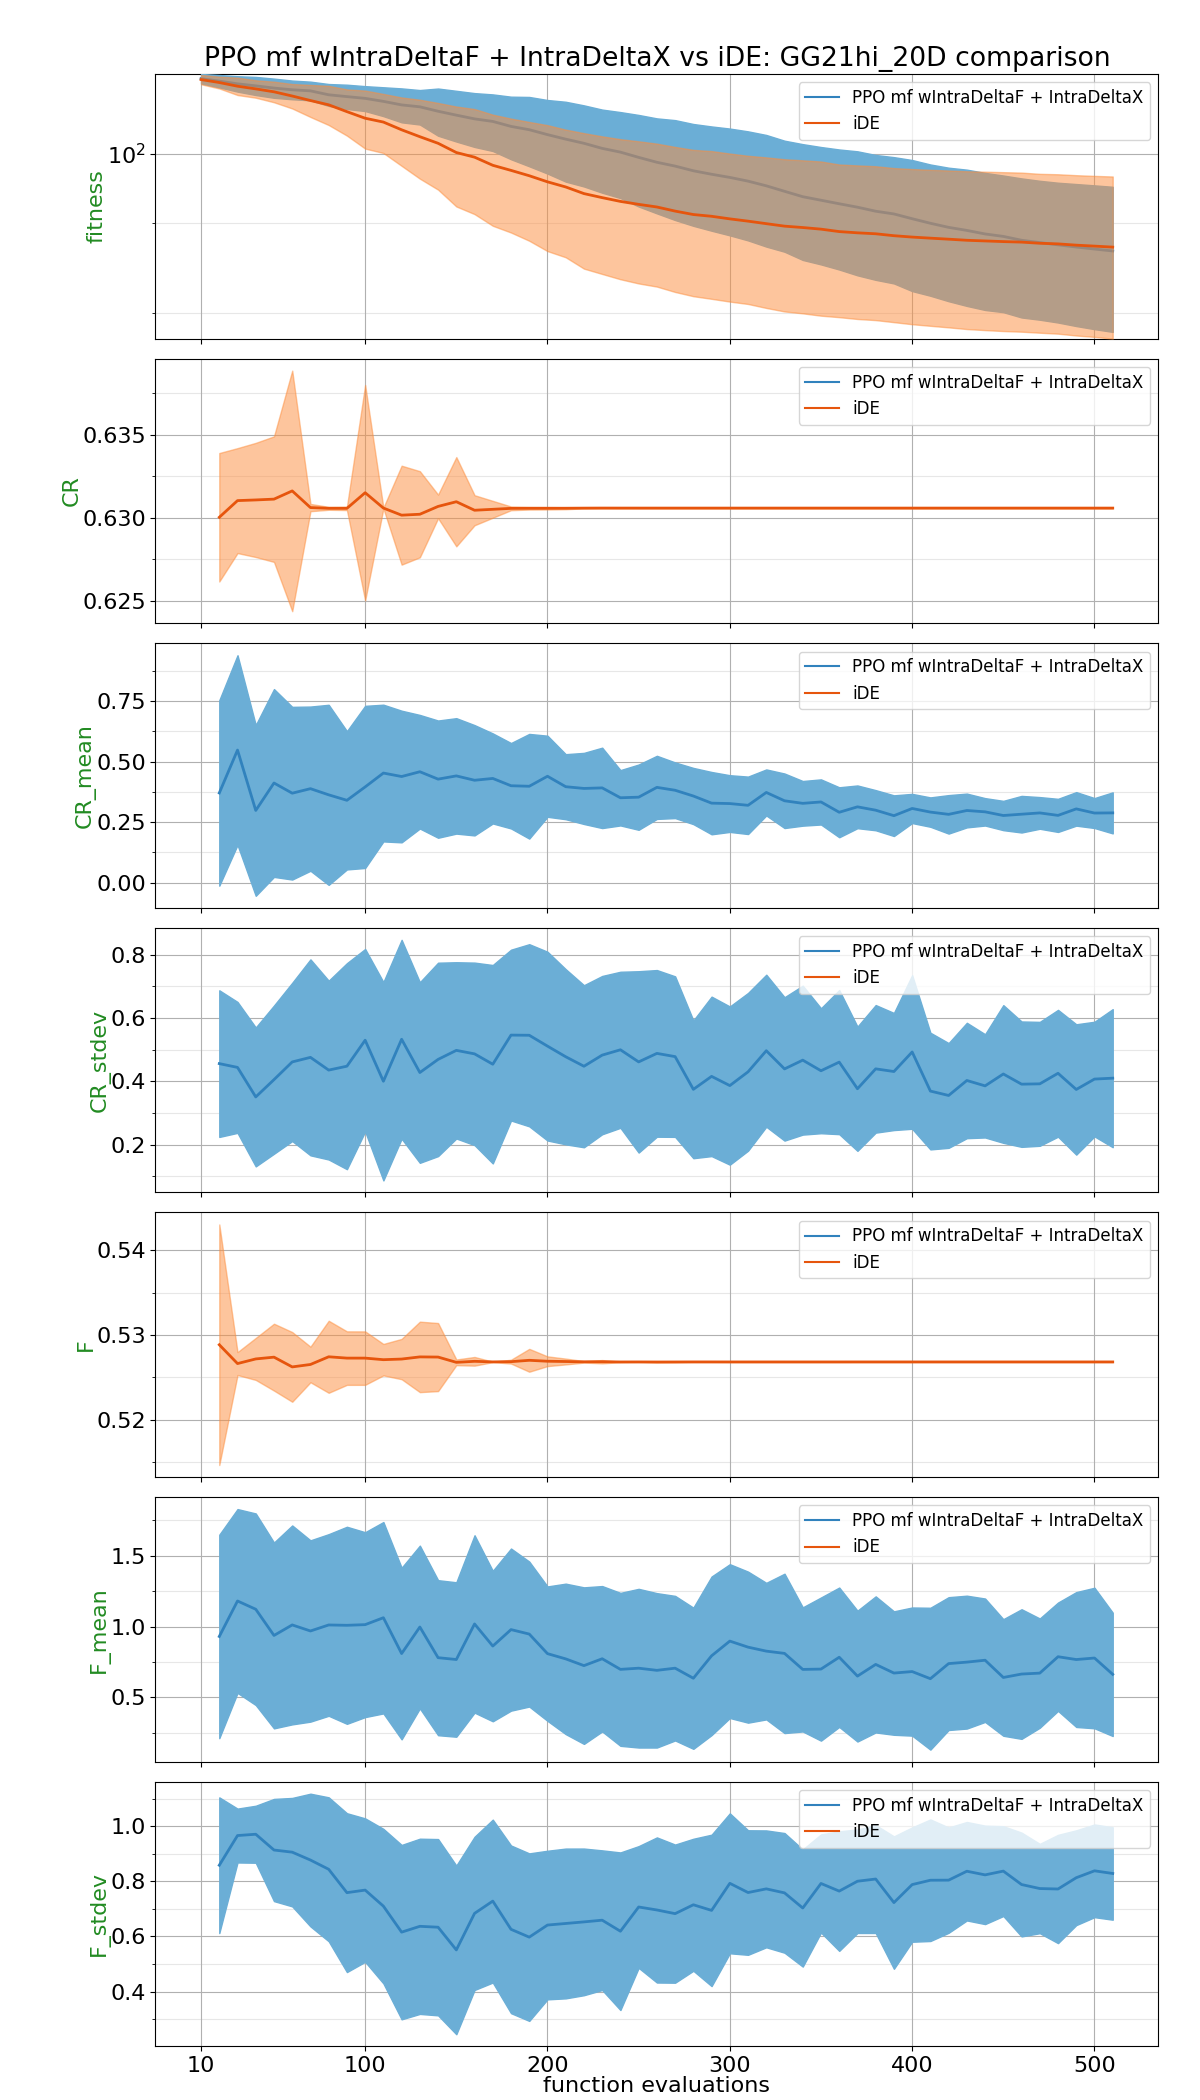 PPO mf wIntraDeltaF + IntraDeltaX vs iDE: GG21hi_20D comparison
PPO mf wIntraDeltaF + IntraDeltaX
iDE
10^2
fitness
PPO mf wIntraDeltaF + IntraDeltaX
iDE
0.635
0.630
0.625
CR
PPO mf wIntraDeltaF + IntraDeltaX
iDE
0.75
0.50
0.25
0.00
CR_mean
PPO mf wIntraDeltaF + IntraDeltaX
iDE
0.8
0.6
0.4
0.2
CR_stdev
PPO mf wIntraDeltaF + IntraDeltaX
iDE
0.54
0.53
0.52
F
PPO mf wIntraDeltaF + IntraDeltaX
iDE
1.5
1.0
0.5
F_mean
PPO mf wIntraDeltaF + IntraDeltaX
iDE
1.0
0.8
0.6
0.4
F_stdev
10 100 200 300 400 500
function evaluations